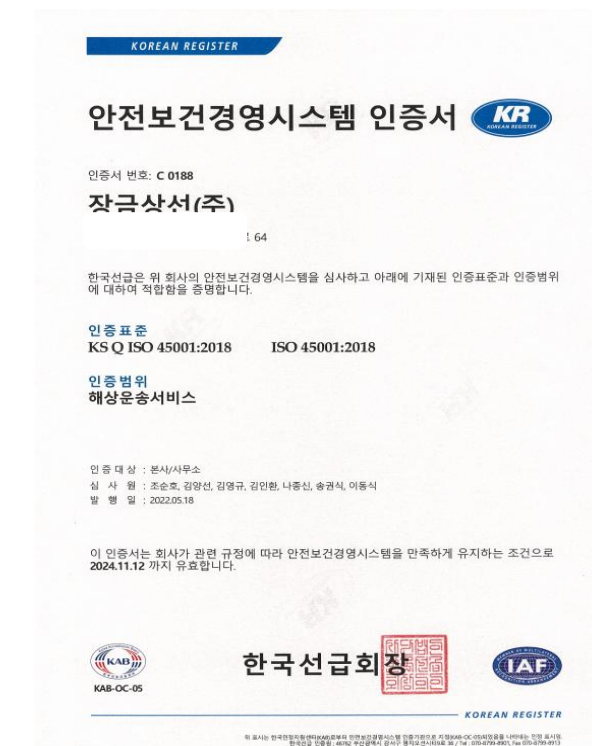 KOREAN REGISTER
안전보건경영시스템 인증서
KR
KOREAN REGISTER
인증서 번호: C 0188
장금상선(주)
64
한국선급은 위 회사의 안전보건경영시스템을 심사하고 아래에 기재된 인증표준과 인증범위
에 대하여 적합함을 증명합니다.
인증표준
KS Q ISO 45001:2018 ISO 45001:2018
인증범위
해상운송서비스
인증대상 : 본사/사무소
심 사 원 : 조순호, 김양선, 김영규, 김인환, 나종신, 송권식, 이동식
발 행 일 : 2022.05.18
이 인증서는 회사가 관련 규정에 따라 안전보건경영시스템을 만족하게 유지하는 조건으로
2024.11.12 까지 유효합니다.
KAB
KAB-OC-05
한국선급회장
IAF
KOREAN REGISTER